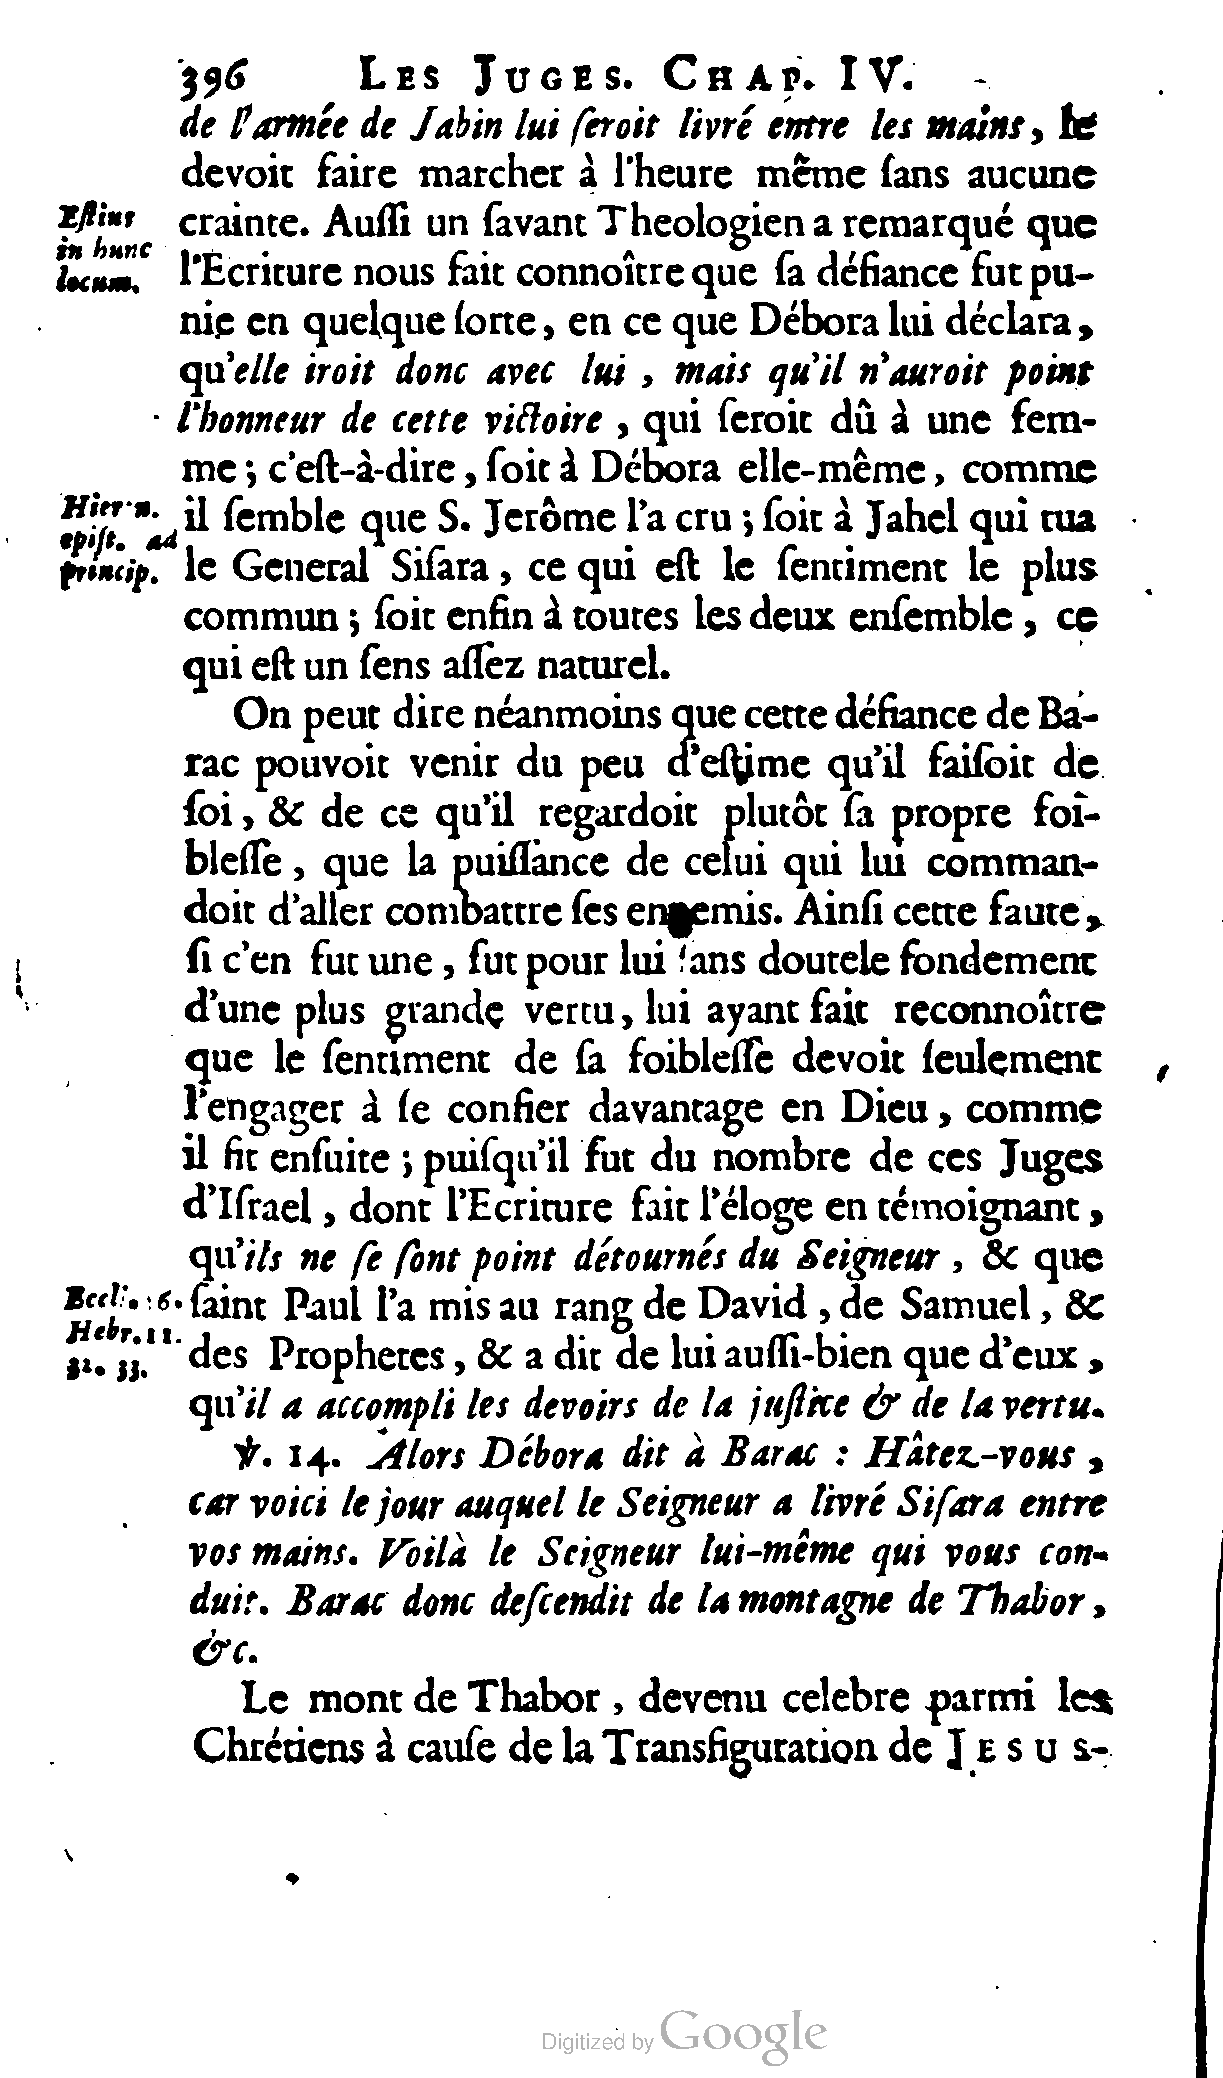 396 LES JUGES. CHAP. IV.
de l'armée de Jabin lui ſeroit livré entre les mains, le
devoit faire marcher à l'heure même ſans aucune
Eſtius
in hunc
locum.
crainte. Auſſi un ſavant Theologien a remarqué que
l'Ecriture nous fait connoître que ſa défiance fut pu-
nie en quelque ſorte, en ce que Débora lui déclara,
qu'elle iroit donc avec lui, mais qu'il n'auroit point
l'honneur de cette victoire, qui ſeroit dû à une fem-
me; c'eſt-à-dire, ſoit à Débora elle-même, comme
Hieron.
epiſt. ad
princip.
il ſemble que S. Jerôme l'a cru; ſoit à Jahel qui tua
le General Siſara, ce qui eſt le ſentiment le plus
commun; ſoit enfin à toutes les deux enſemble, ce
qui eſt un ſens aſſez naturel.
On peut dire néanmoins que cette défiance de Ba-
rac pouvoit venir du peu d'eſtime qu'il faiſoit de
ſoi, & de ce qu'il regardoit plutôt ſa propre foi-
bleſſe, que la puiſſance de celui qui lui comman-
doit d'aller combattre ſes ennemis. Ainſi cette faute,
ſi c'en fut une, fut pour lui ſans doute le fondement
d'une plus grande vertu, lui ayant fait reconnoître
que le ſentiment de ſa foibleſſe devoit ſeulement
l'engager à ſe confier davantage en Dieu, comme
il fit enſuite; puiſqu'il fut du nombre de ces Juges
d'Iſrael, dont l'Ecriture fait l'éloge en témoignant,
qu'ils ne ſe ſont point détournés du Seigneur, & que
Eccli. 46.
Hebr. 11.
32. 33.
ſaint Paul l'a mis au rang de David, de Samuel, &
des Prophetes, & a dit de lui auſſi-bien que d'eux,
qu'il a accompli les devoirs de la juſtice & de la vertu.
℣. 14. Alors Débora dit à Barac : Hâtez-vous,
car voici le jour auquel le Seigneur a livré Siſara entre
vos mains. Voilà le Seigneur lui-même qui vous con-
duit. Barac donc deſcendit de la montagne de Thabor,
&c.
Le mont de Thabor, devenu celebre parmi les
Chrétiens à cauſe de la Transfiguration de JESUS-
Digitized by Google